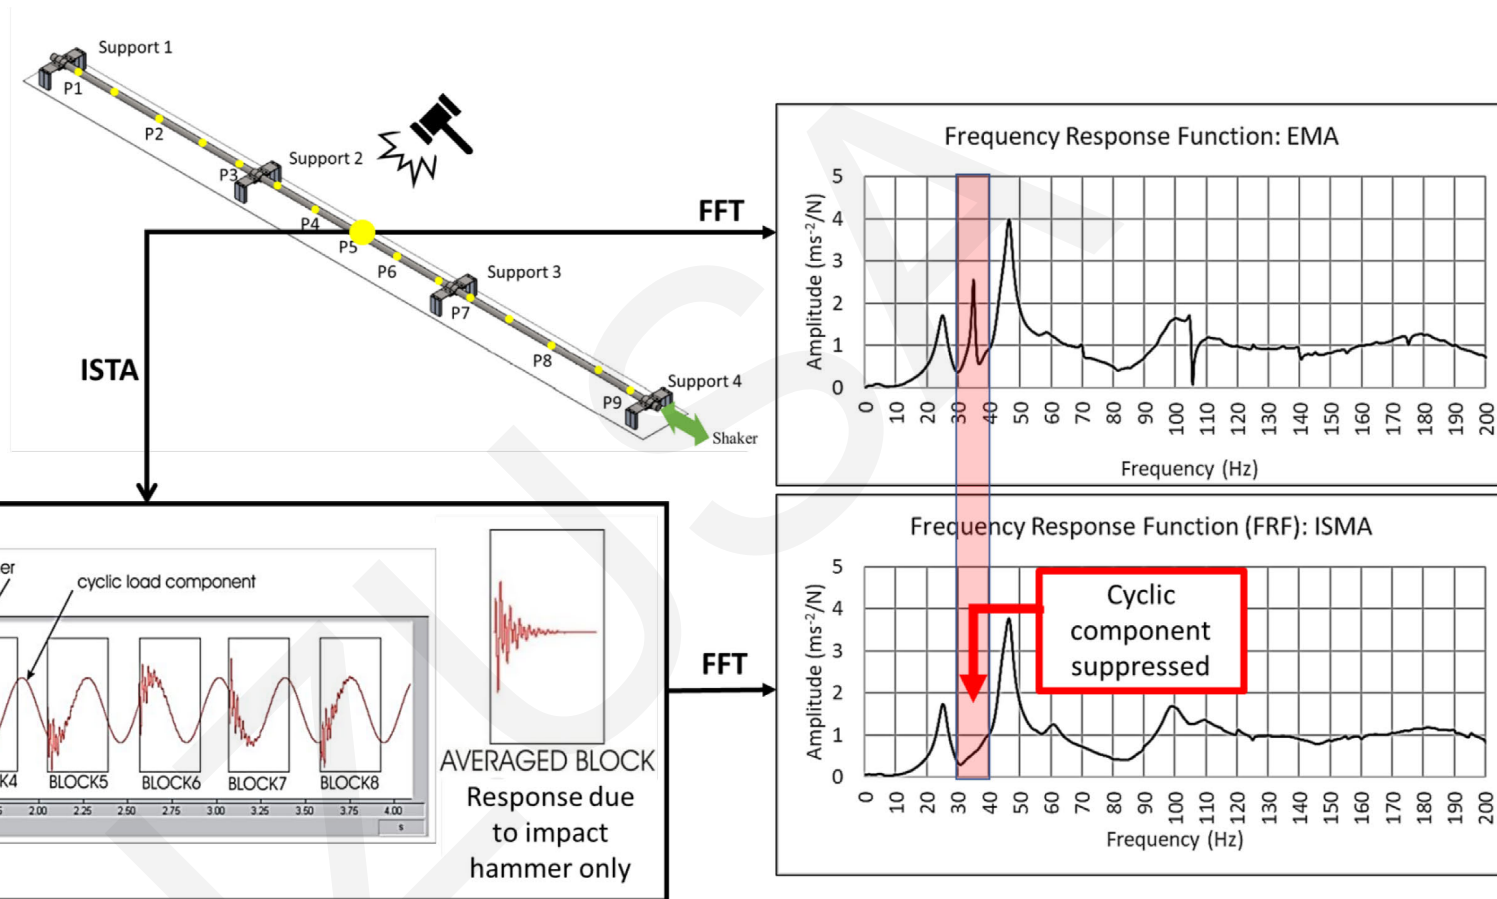 Support 1
P1
P2
Support 2
P3
P4
P5
P6
Support 3
P7
P8
Support 4
P9
Shaker
FFT
ISTA
Frequency Response Function: EMA
Amplitude (ms⁻²/N)
5
4
3
2
1
0
0 10 20 30 40 50 60 70 80 90 100 110 120 130 140 150 160 170 180 190 200
Frequency (Hz)
er
cyclic load component
K4 BLOCK5 BLOCK6 BLOCK7 BLOCK8
2.00 2.25 2.50 2.75 3.00 3.25 3.50 3.75 4.00
s
AVERAGED BLOCK
Response due
to impact
hammer only
FFT
Frequency Response Function (FRF): ISMA
Cyclic
component
suppressed
Amplitude (ms⁻²/N)
5
4
3
2
1
0
0 10 20 30 40 50 60 70 80 90 100 110 120 130 140 150 160 170 180 190 200
Frequency (Hz)